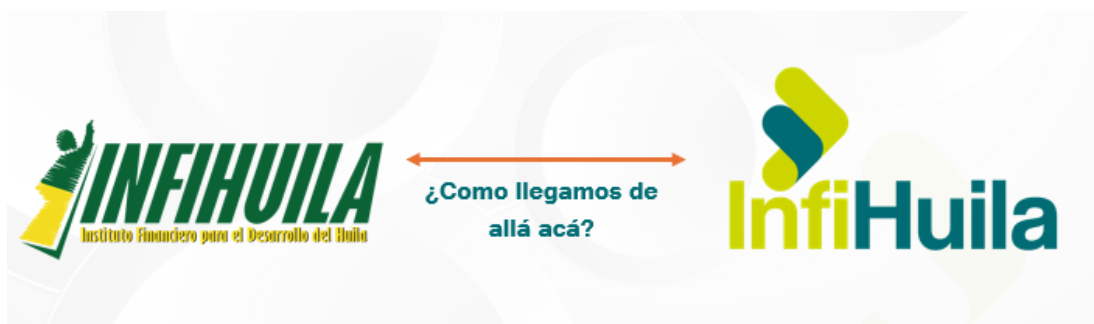 INFIHUILA
Instituto Financiero para el Desarrollo del Huila
¿Como llegamos de
allá acá?
InfiHuila